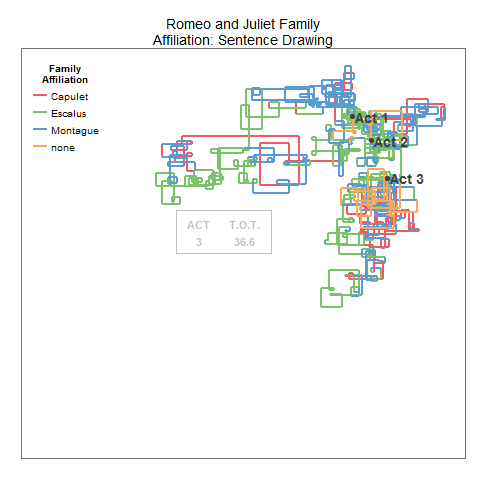 Romeo and Juliet Family
Affiliation: Sentence Drawing
Family
Affiliation
Capulet
Escalus
Montague
none
Act 1
Act 2
Act 3
ACT T.O.T.
3 36.6